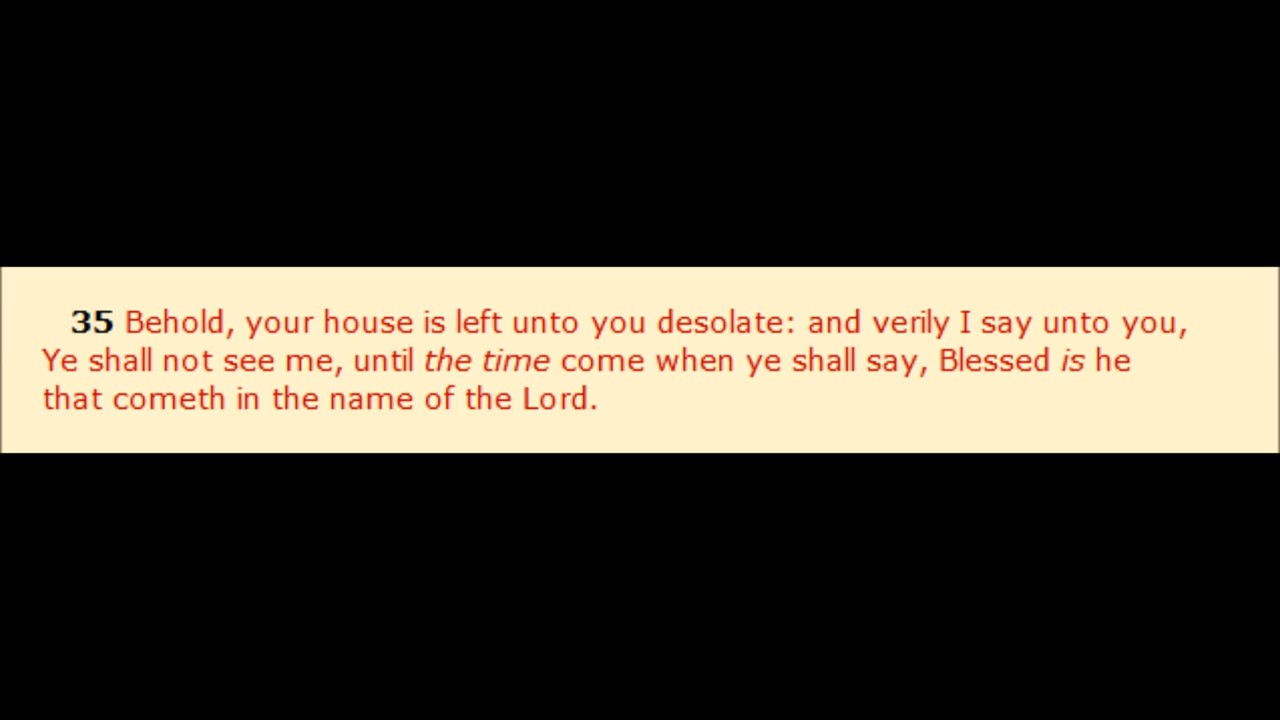 35 Behold, your house is left unto you desolate: and verily I say unto you,
Ye shall not see me, until the time come when ye shall say, Blessed is he
that cometh in the name of the Lord.